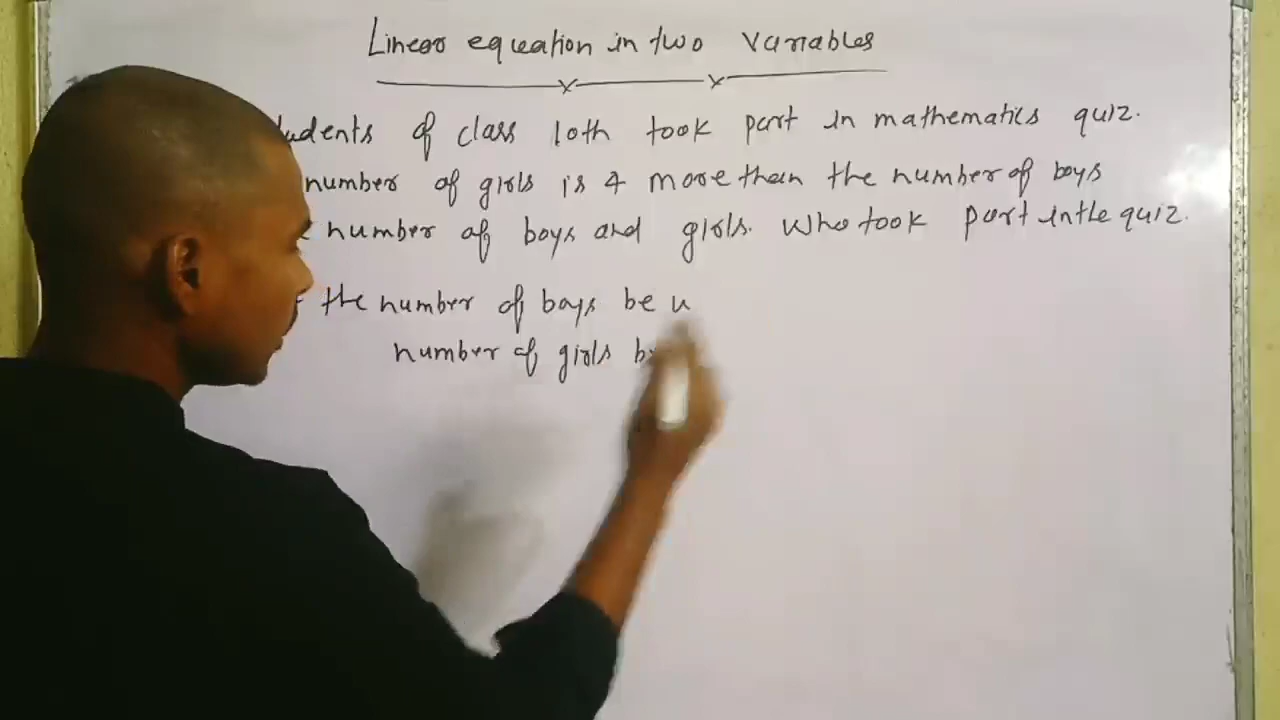 Linear equation in two variables
udents of class 10th took part in mathematics quiz.
number of girls is 4 more than the number of boys
number of boys and girls. who took part in the quiz.
the number of boys be x
number of girls b